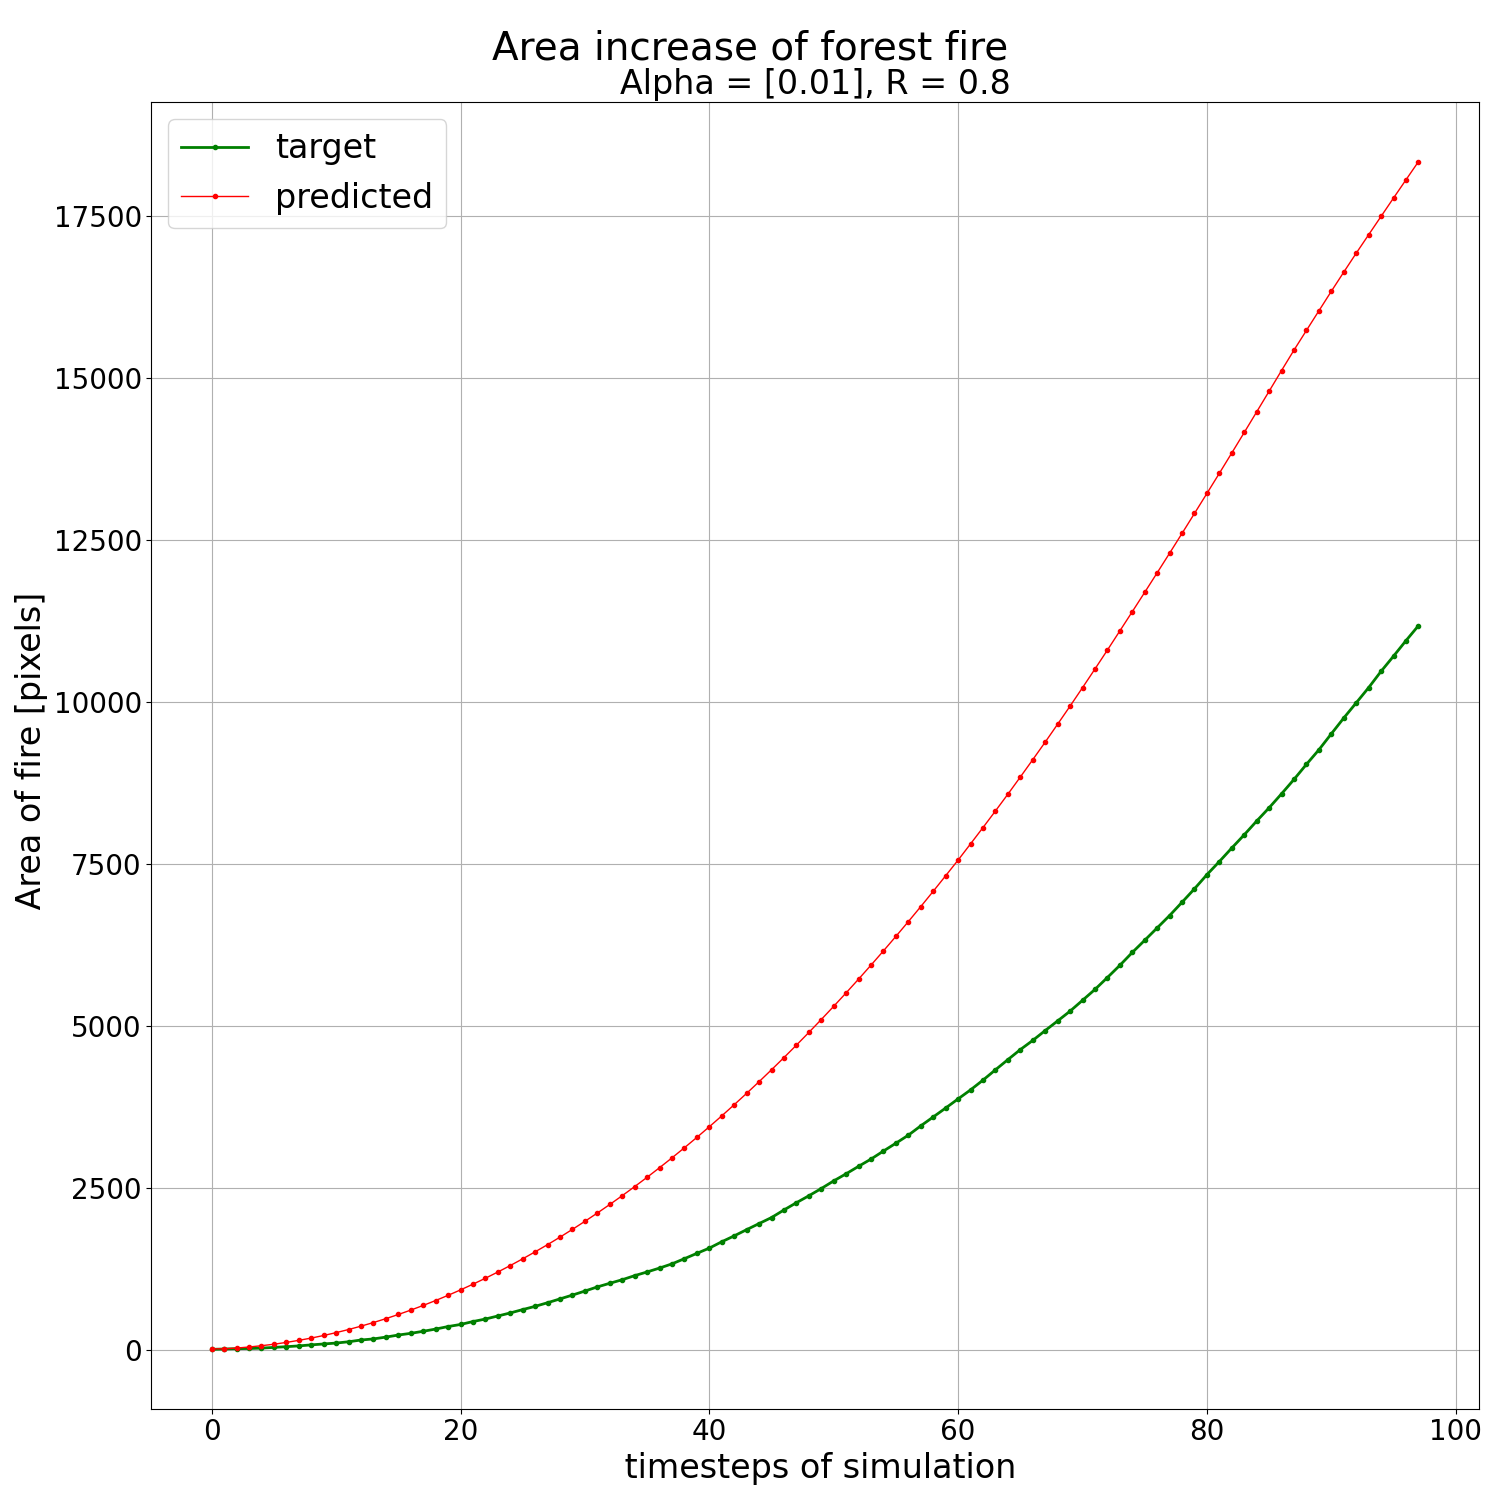 Area increase of forest fire
Alpha = [0.01], R = 0.8
target
predicted
17500
15000
12500
10000
7500
5000
2500
0
Area of fire [pixels]
0 20 40 60 80 100
timesteps of simulation